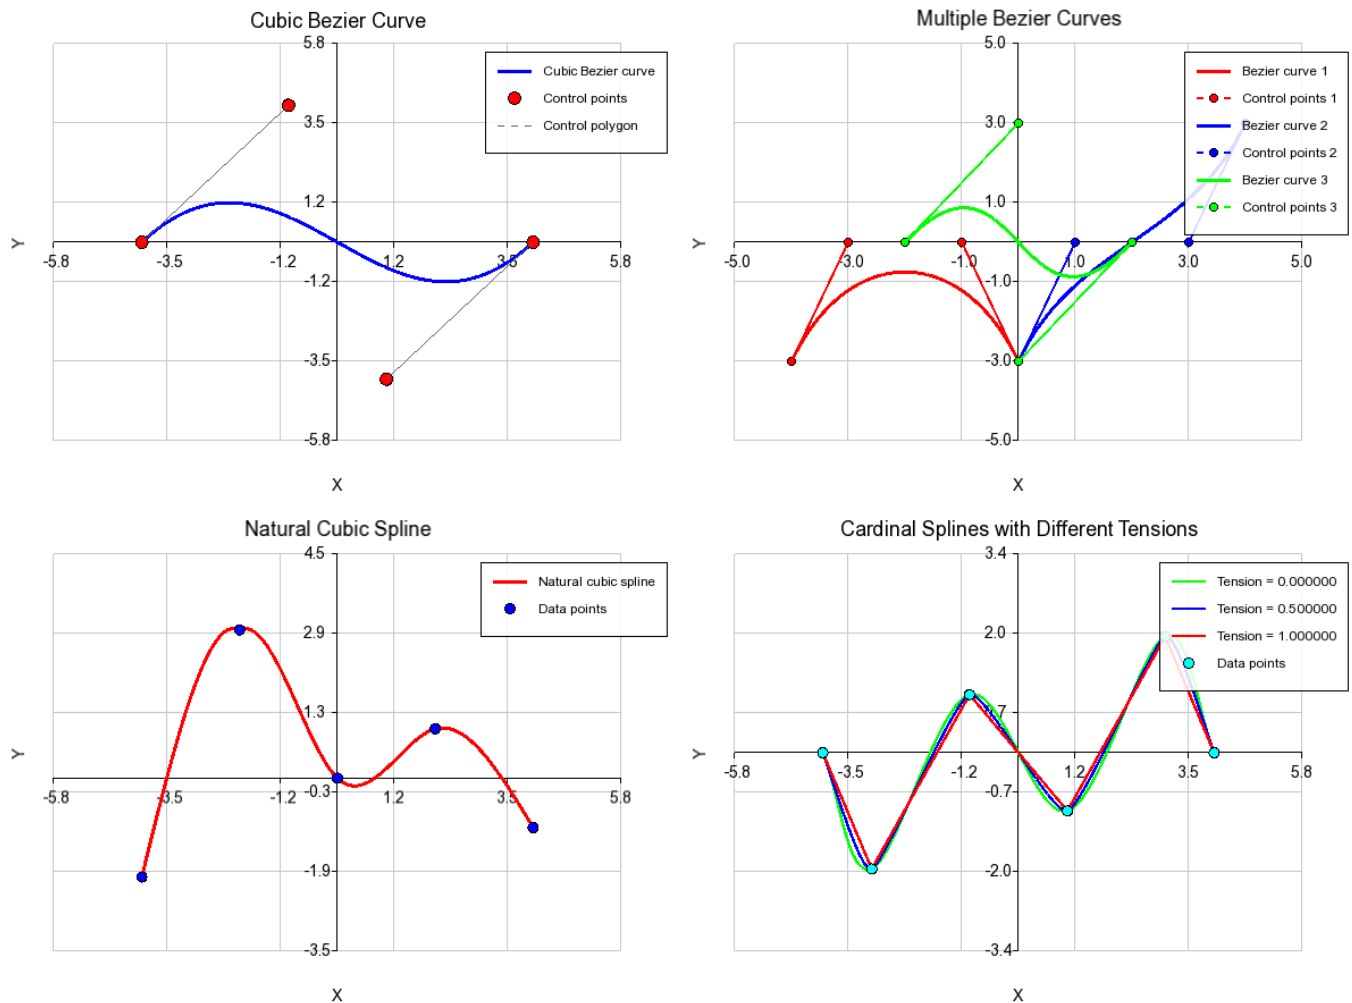 Cubic Bezier Curve
5.8
3.5
1.2
-1.2
-3.5
-5.8
-5.8
-3.5
-1.2
1.2
3.5
5.8
Y
X
Cubic Bezier curve
Control points
Control polygon
Multiple Bezier Curves
5.0
3.0
1.0
-1.0
-3.0
-5.0
-5.0
-3.0
-1.0
1.0
3.0
5.0
Y
X
Bezier curve 1
Control points 1
Bezier curve 2
Control points 2
Bezier curve 3
Control points 3
Natural Cubic Spline
4.5
2.9
1.3
-0.3
-1.9
-3.5
-5.8
-3.5
-1.2
1.2
3.5
5.8
Y
X
Natural cubic spline
Data points
Cardinal Splines with Different Tensions
3.4
2.0
-0.7
-2.0
-3.4
-5.8
-3.5
-1.2
1.2
3.5
5.8
Y
X
Tension = 0.000000
Tension = 0.500000
Tension = 1.000000
Data points